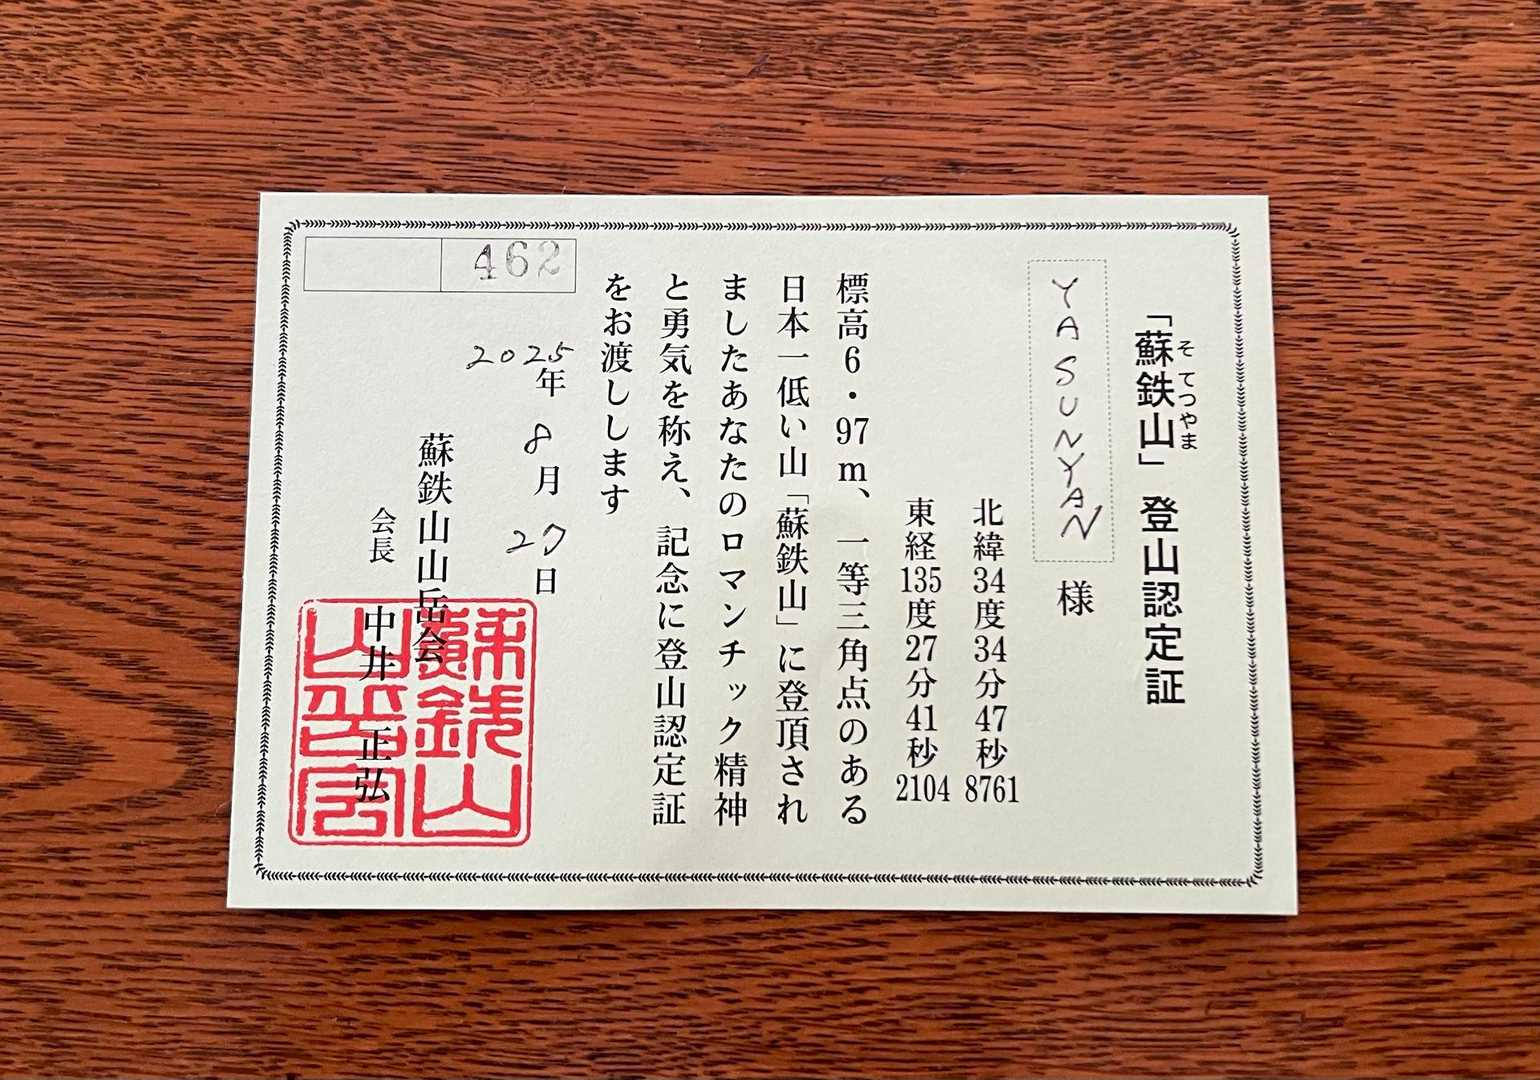 「蘇鉄山」登山認定証
そてつやま
YASUNYAN 様
北緯34度34分47秒8761
東経135度27分41秒2104
標高6・97m、一等三角点のある
日本一低い山「蘇鉄山」に登頂され
ましたあなたのロマンチック精神
と勇気を称え、記念に登山認定証
をお渡しします
462
2025年8月27日
蘇鉄山山岳会
会長 中井 正弘
蘇鉄山
山岳会